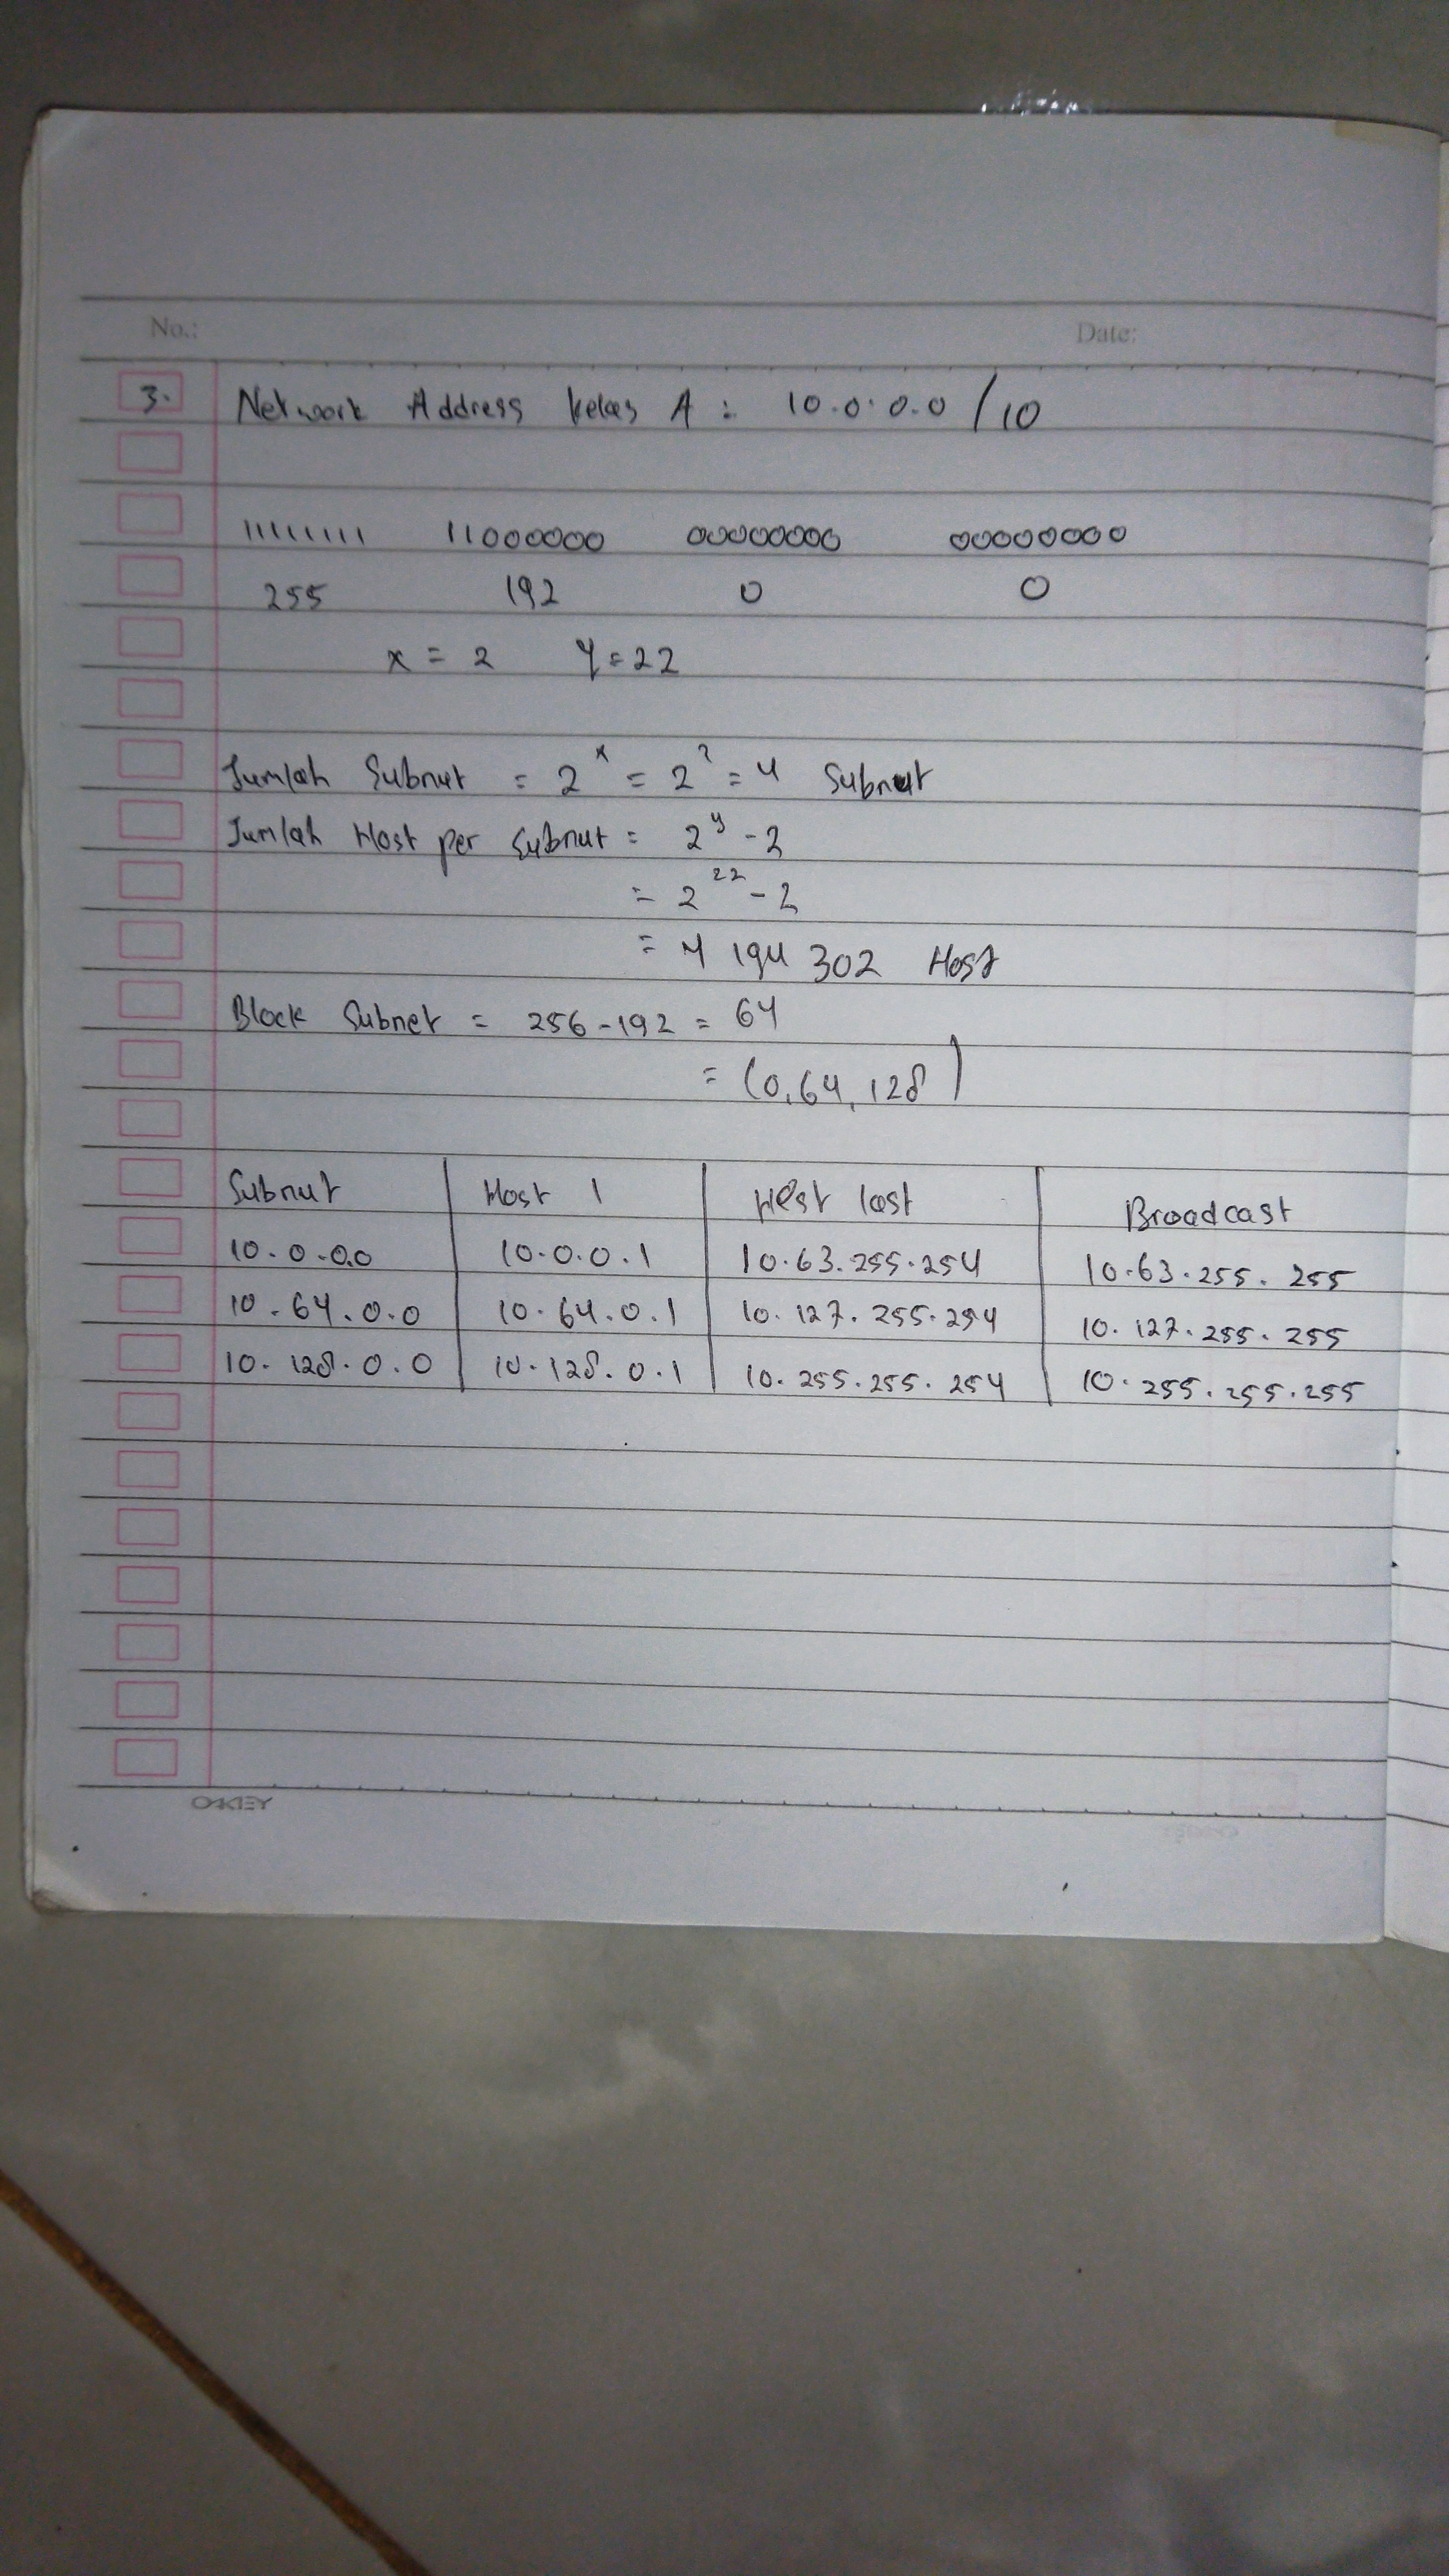 No.: Date:
3. Network Address kelas A : 10.0.0.0 / 10
11111111 11000000 00000000 00000000
255 192 0 0
x = 2 y = 22
Jumlah Subnut = 2^x = 2^2 = 4 Subnut
Jumlah Host per Subnut = 2^y - 2
= 2^22 - 2
= 4 194 302 Host
Block Subnet = 256 - 192 = 64
= (0, 64, 128)
Subnut Host 1 Host last Broadcast
10.0.0.0 10.0.0.1 10.63.255.254 10.63.255.255
10.64.0.0 10.64.0.1 10.127.255.254 10.127.255.255
10.128.0.0 10.128.0.1 10.255.255.254 10.255.255.255
OAKLEY